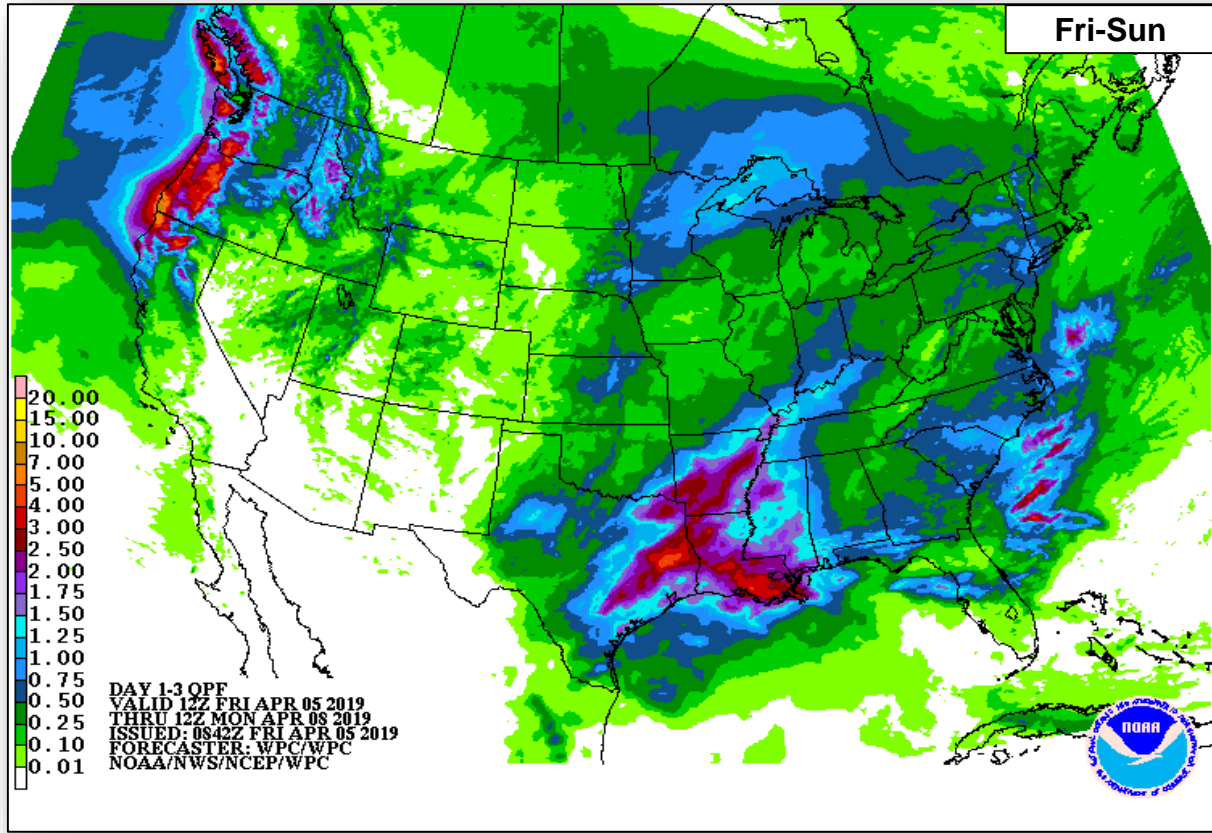 Fri-Sun
20.00
15.00
10.00
7.00
5.00
4.00
3.00
2.50
2.00
1.75
1.50
1.25
1.00
0.75
0.50
0.25
0.10
0.01
DAY 1-3 QPF
VALID 12Z FRI APR 05 2019
THRU 12Z MON APR 08 2019
ISSUED: 0842Z FRI APR 05 2019
FORECASTER: WPC/WPC
NOAA/NWS/NCEP/WPC
NOAA